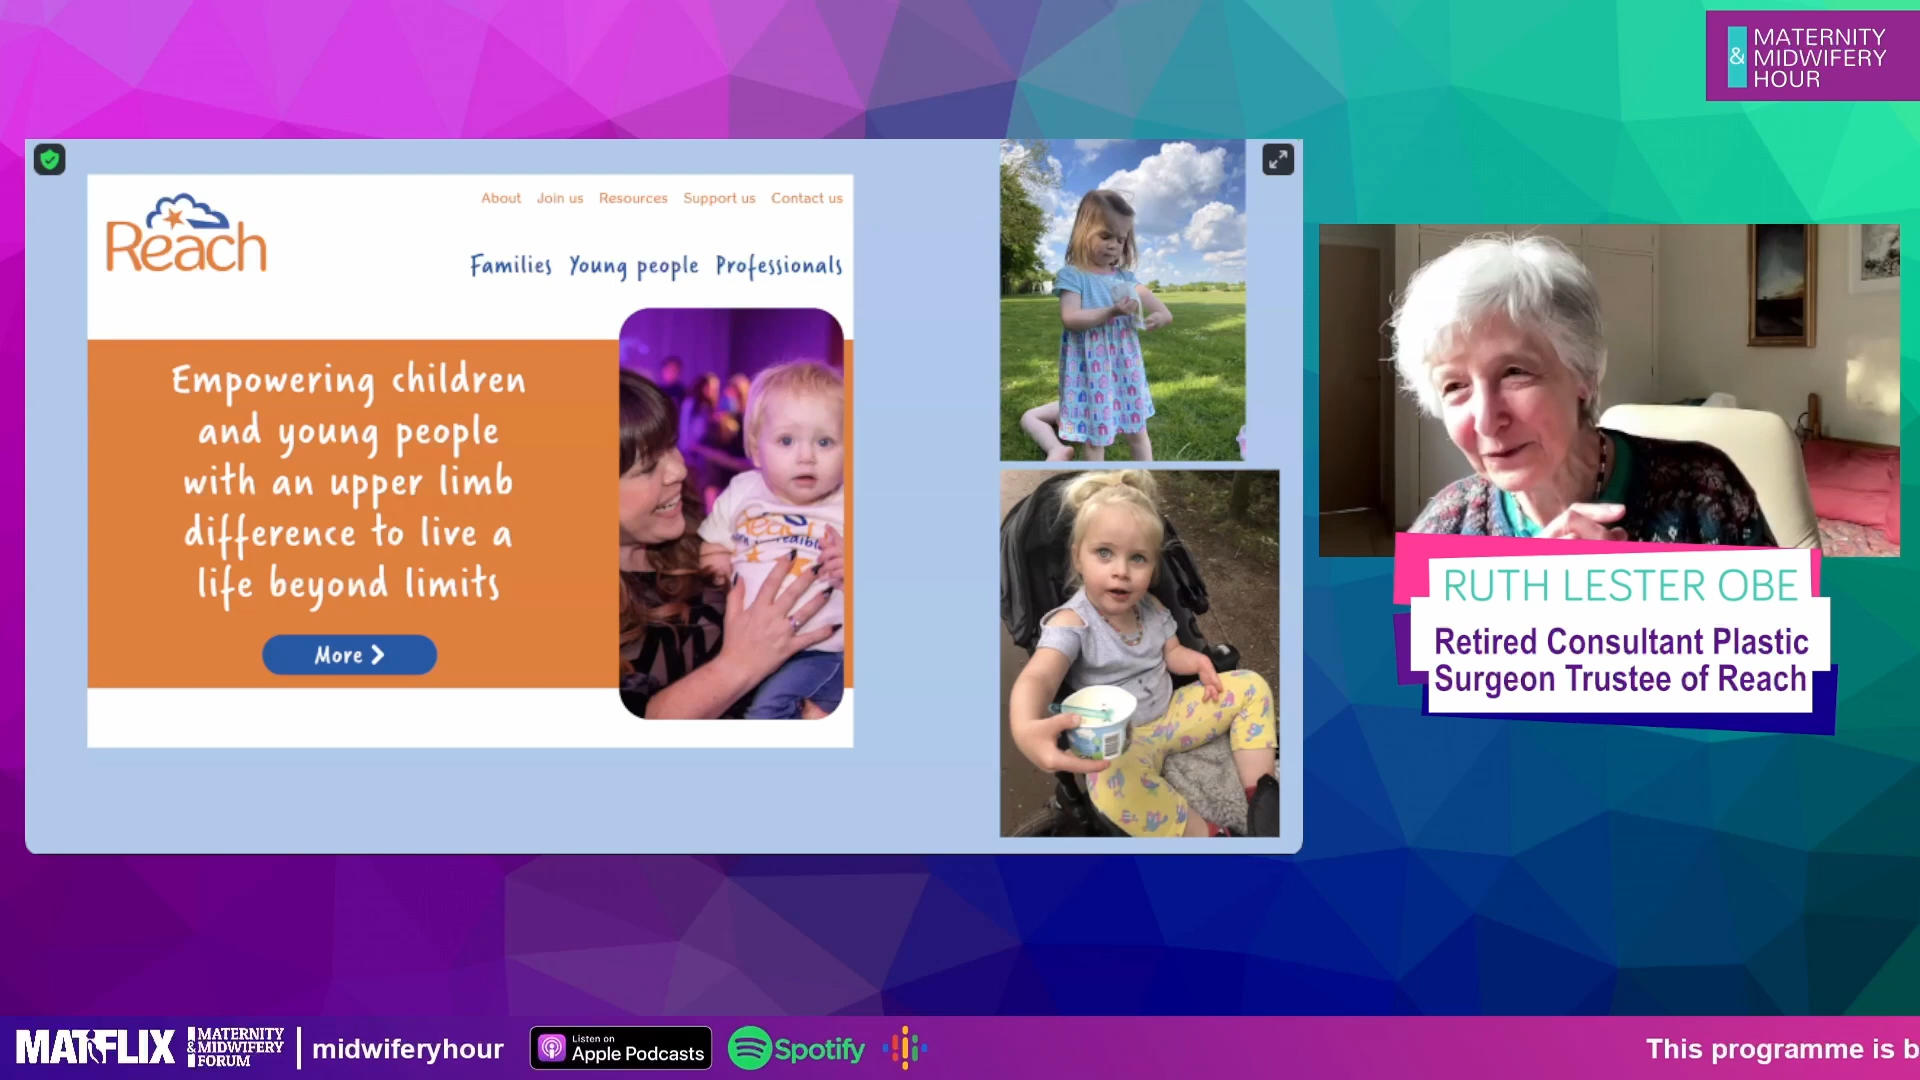 & MATERNITY
MIDWIFERY
HOUR
Reach
About Join us Resources Support us Contact us
Families Young people Professionals
Empowering children
and young people
with an upper limb
difference to live a
life beyond limits
More
Reach
RUTH LESTER OBE
Retired Consultant Plastic
Surgeon Trustee of Reach
MATFLIX
MATERNITY
& MIDWIFERY
FORUM
midwiferyhour
Listen on
Apple Podcasts
Spotify
This programme is b